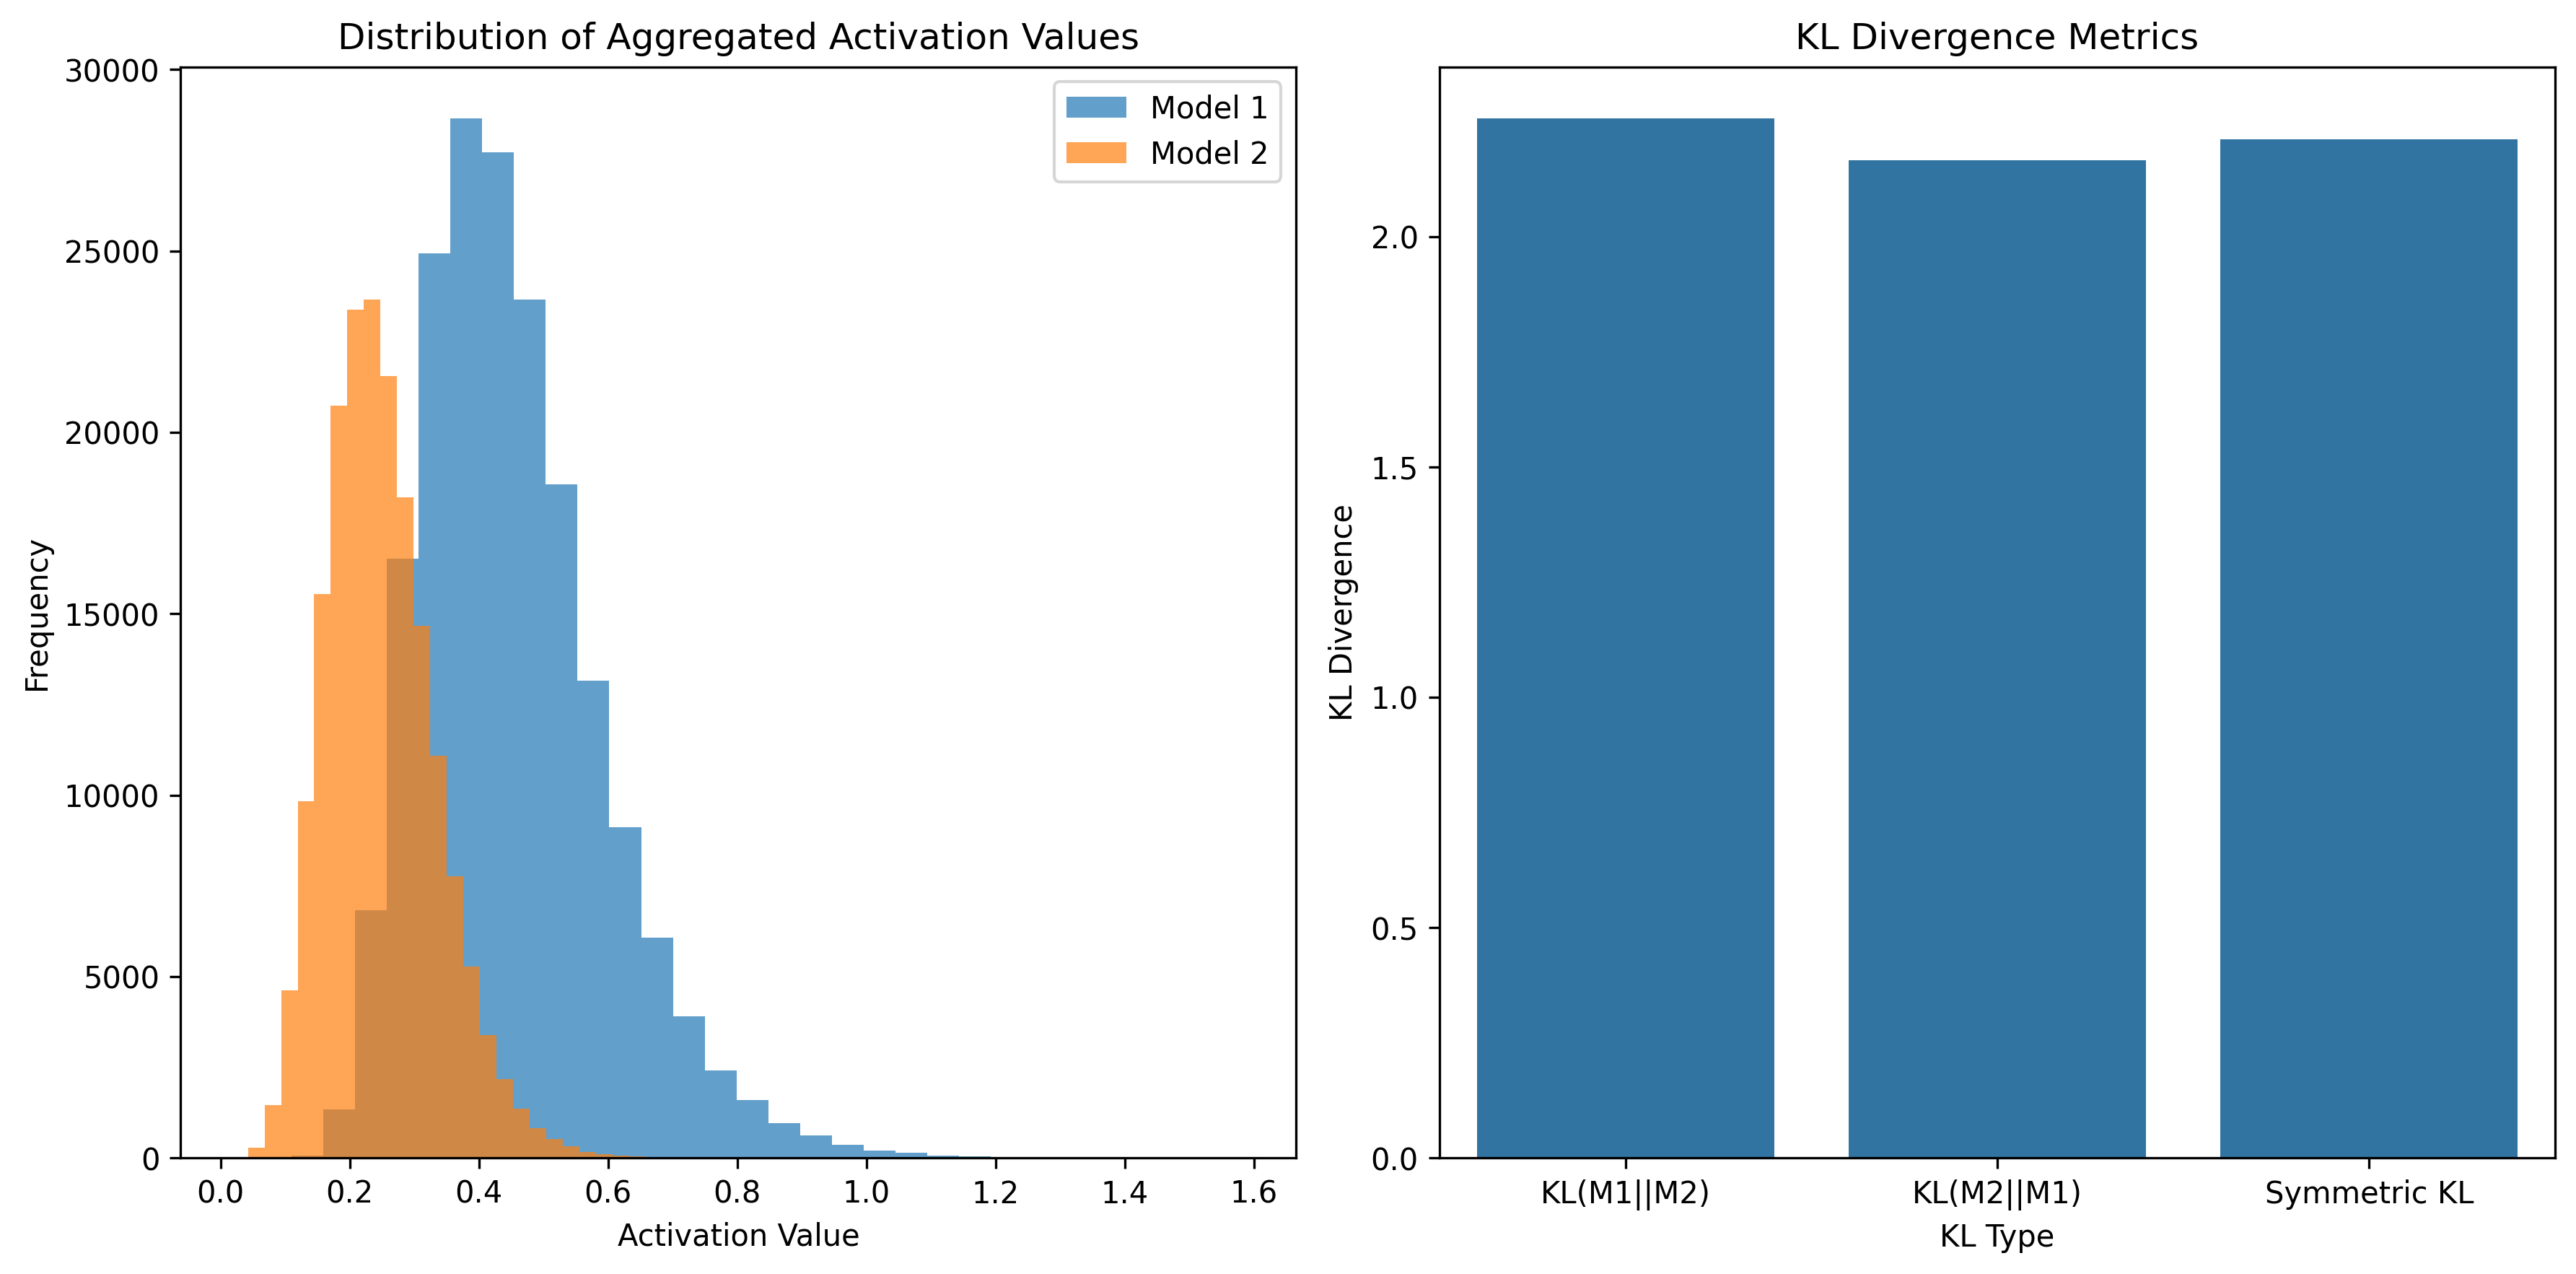 Distribution of Aggregated Activation Values
30000
25000
20000
15000
10000
5000
0
Frequency
0.0 0.2 0.4 0.6 0.8 1.0 1.2 1.4 1.6
Activation Value
Model 1
Model 2
KL Divergence Metrics
2.0
1.5
1.0
0.5
0.0
KL Divergence
KL(M1||M2) KL(M2||M1) Symmetric KL
KL Type